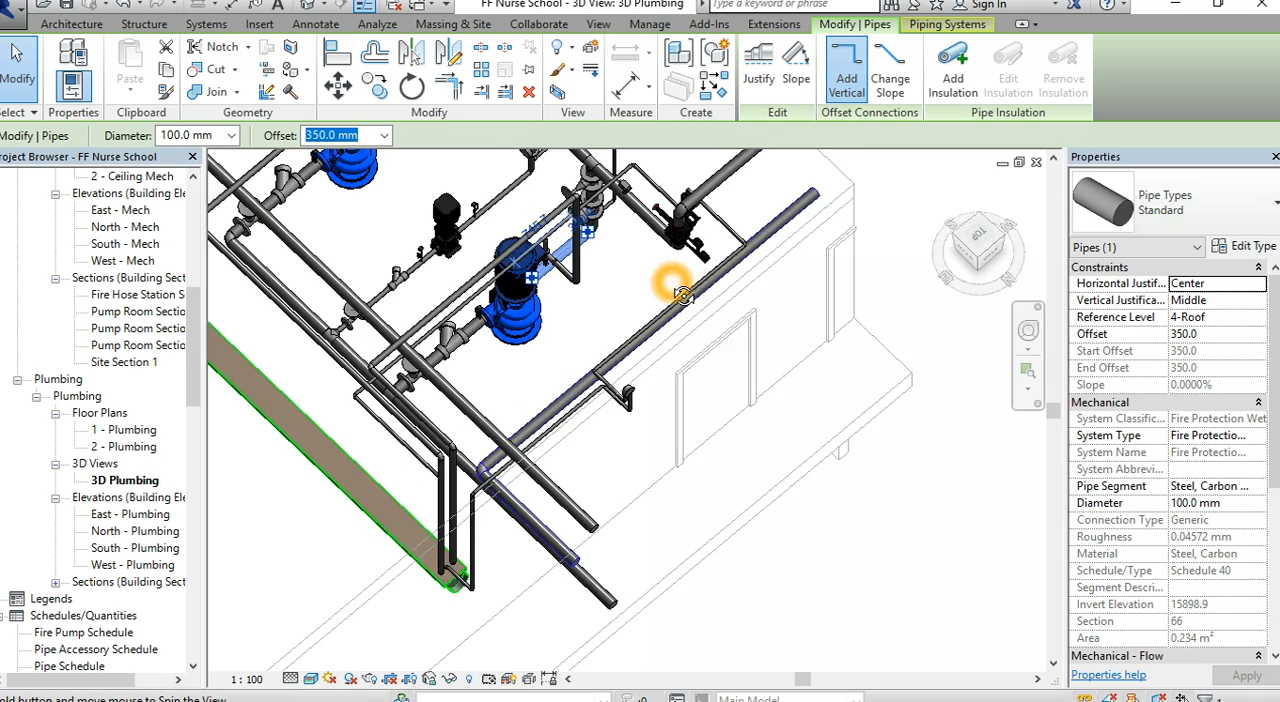 FF Nurse School - 3D View: 3D Plumbing
Type a keyword or phrase
Sign In
Architecture Structure Systems Insert Annotate Analyze Massing & Site Collaborate View Manage Add-Ins Extensions Modify | Pipes Piping Systems
Modify
Paste
Notch
Cut
Join
Justify Slope
Add Vertical
Change Slope
Add Insulation
Edit Insulation
Remove Insulation
Select Properties Clipboard Geometry Modify View Measure Create Edit Offset Connections Pipe Insulation
Modify | Pipes Diameter: 100.0 mm Offset: 350.0 mm
Project Browser - FF Nurse School
2 - Ceiling Mech
Elevations (Building Ele
East - Mech
North - Mech
South - Mech
West - Mech
Sections (Building Sect
Fire Hose Station S
Pump Room Sectio
Pump Room Sectio
Pump Room Sectio
Site Section 1
Plumbing
Plumbing
Floor Plans
1 - Plumbing
2 - Plumbing
3D Views
3D Plumbing
Elevations (Building Ele
East - Plumbing
North - Plumbing
South - Plumbing
West - Plumbing
Sections (Building Sect
Legends
Schedules/Quantities
Fire Pump Schedule
Pipe Accessory Schedule
Pipe Schedule
TOP
Properties
Pipe Types
Standard
Pipes (1) Edit Type
Constraints
Horizontal Justif... Center
Vertical Justifica... Middle
Reference Level 4-Roof
Offset 350.0
Start Offset 350.0
End Offset 350.0
Slope 0.0000%
Mechanical
System Classific... Fire Protection Wet
System Type Fire Protectio...
System Name Fire Protectio...
System Abbrevi...
Pipe Segment Steel, Carbon ...
Diameter 100.0 mm
Connection Type Generic
Roughness 0.04572 mm
Material Steel, Carbon
Schedule/Type Schedule 40
Segment Descri...
Invert Elevation 15898.9
Section 66
Area 0.234 m²
Mechanical - Flow
Properties help Apply
1 : 100
old button and move mouse to Spin the View
Main Model